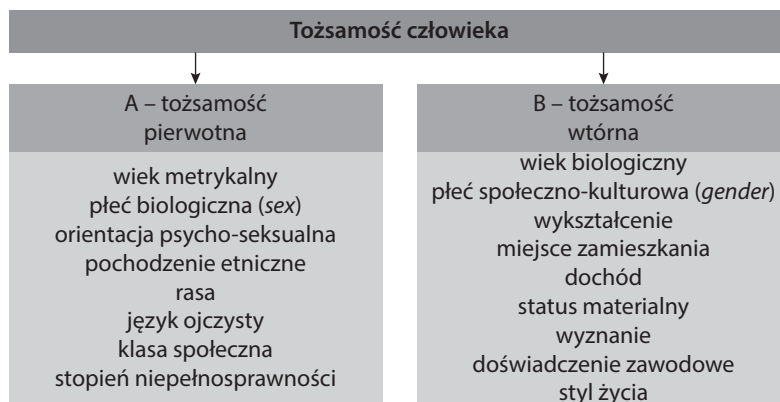 Tożsamość człowieka
A – tożsamość
pierwotna
wiek metrykalny
płeć biologiczna (sex)
orientacja psycho-seksualna
pochodzenie etniczne
rasa
język ojczysty
klasa społeczna
stopień niepełnosprawności
B – tożsamość
wtórna
wiek biologiczny
płeć społeczno-kulturowa (gender)
wykształcenie
miejsce zamieszkania
dochód
status materialny
wyznanie
doświadczenie zawodowe
styl życia